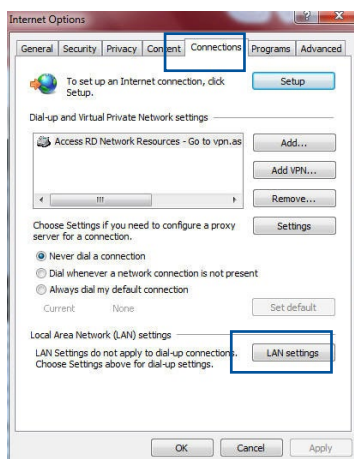 Internet Options
General Security Privacy Content Connections Programs Advanced
To set up an Internet connection, click
Setup.
Setup
Dial-up and Virtual Private Network settings
Access RD Network Resources - Go to vpn.as
Add...
Add VPN...
Remove...
Choose Settings if you need to configure a proxy
server for a connection.
Settings
Never dial a connection
Dial whenever a network connection is not present
Always dial my default connection
Current None
Set default
Local Area Network (LAN) settings
LAN Settings do not apply to dial-up connections.
Choose Settings above for dial-up settings.
LAN settings
OK Cancel Apply